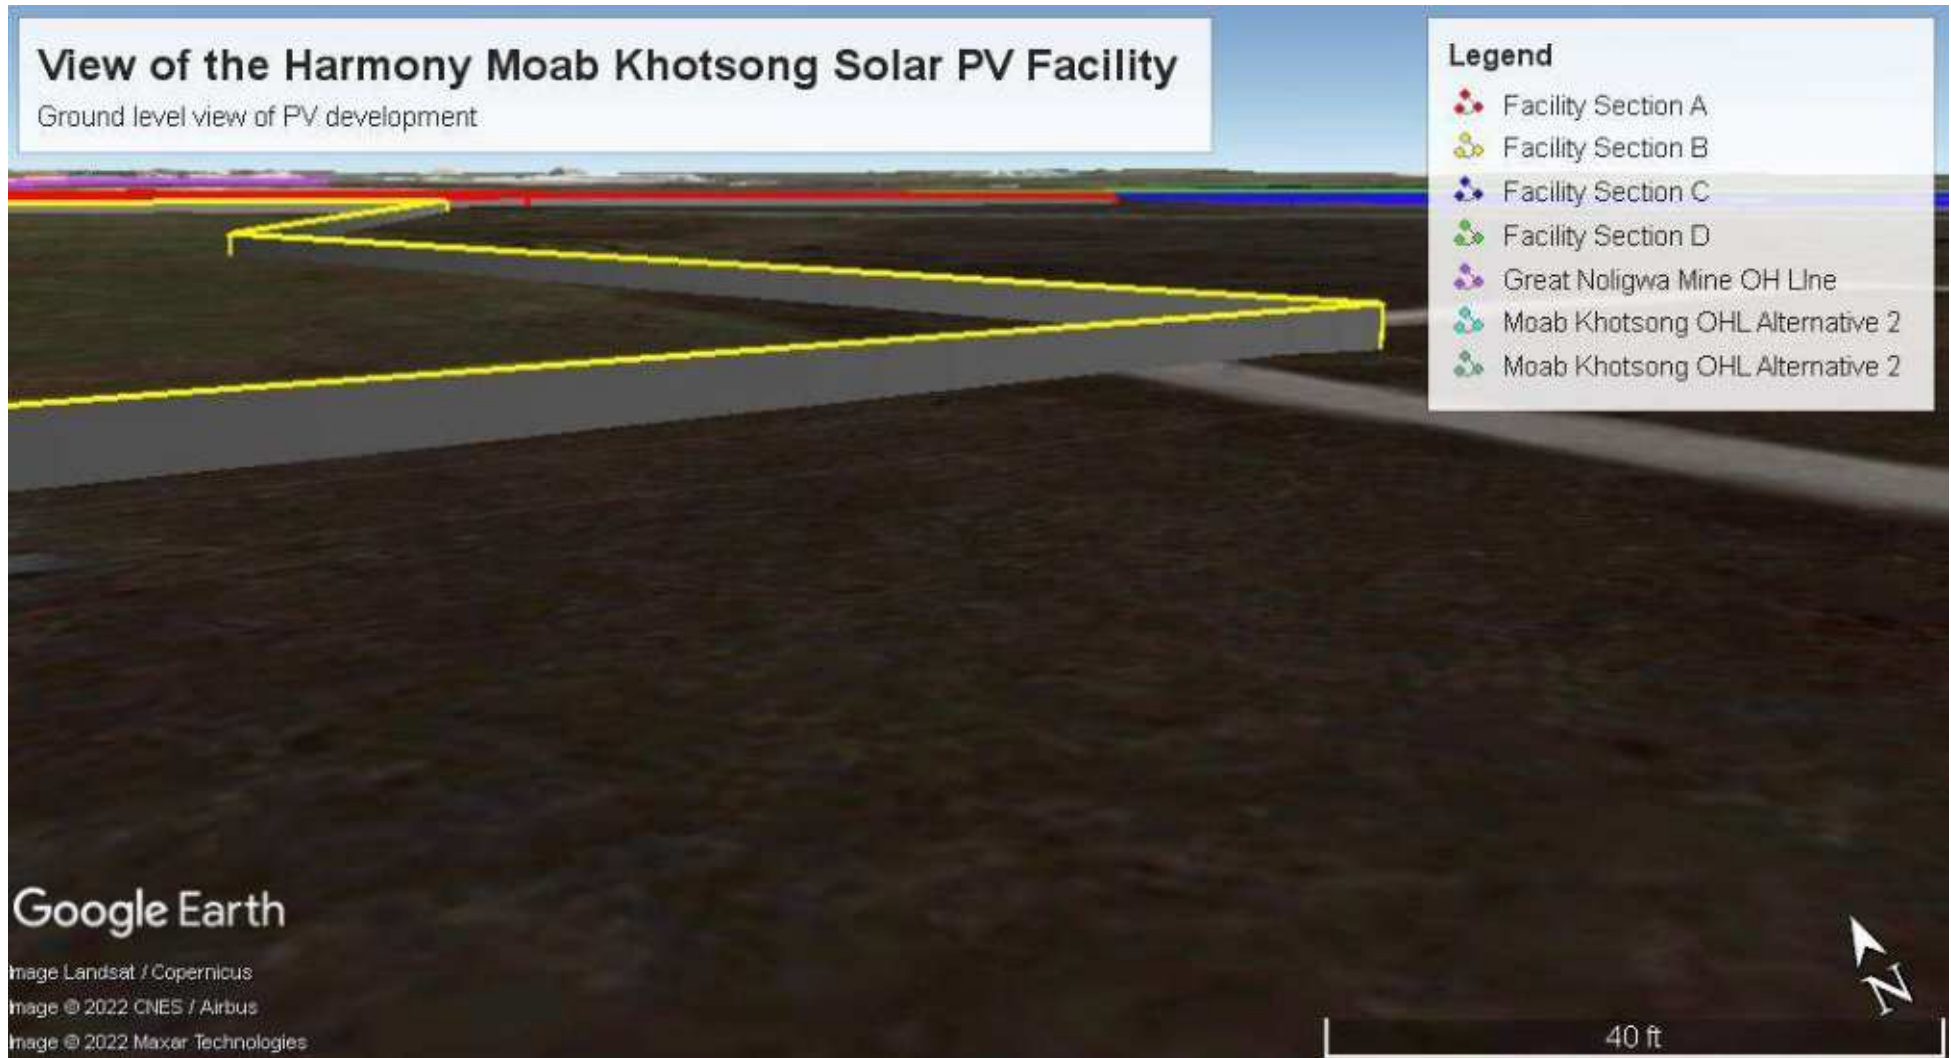 View of the Harmony Moab Khotsong Solar PV Facility
Ground level view of PV development
Legend
Facility Section A
Facility Section B
Facility Section C
Facility Section D
Great Noligwa Mine OH LIne
Moab Khotsong OHL Alternative 2
Moab Khotsong OHL Alternative 2
Google Earth
Image Landsat / Copernicus
Image © 2022 CNES / Airbus
Image © 2022 Maxar Technologies
N
40 ft